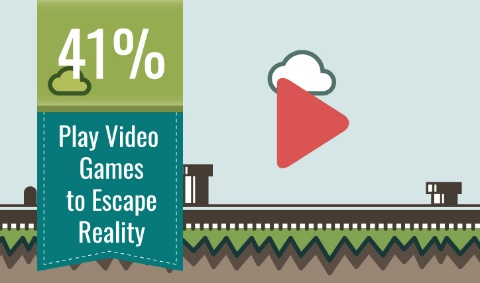 41%
Play Video
Games
to Escape
Reality